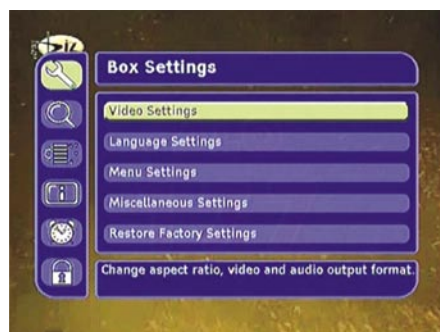 Box Settings
Video Settings
Language Settings
Menu Settings
Miscellaneous Settings
Restore Factory Settings
Change aspect ratio, video and audio output format.